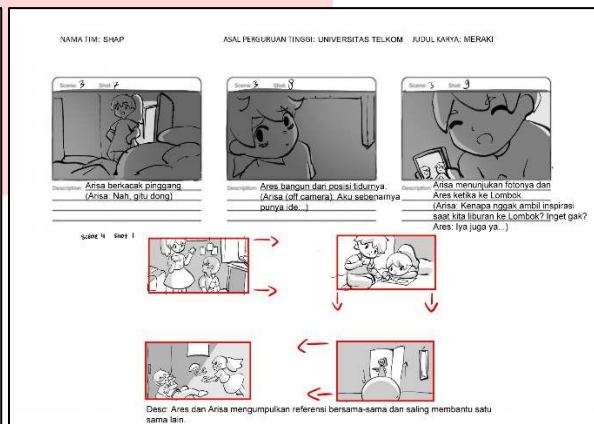 NAMA TIM: SHAP ASAL PERGURUAN TINGGI: UNIVERSITAS TELKOM JUDUL KARYA: MERAKI
Scene 3 Shot 7
Scene 3 Shot 8
Scene 3 Shot 9
Description Arisa berkacak pinggang.
(Arisa: Nah, gitu dong)
Description Ares bangun dari posisi tidurnya.
(Arisa (off camera): Aku sebenarnya
punya ide...)
Description Arisa menunjukan fotonya dan
Ares ketika ke Lombok.
(Arisa: Kenapa nggak ambil inspirasi
saat kita liburan ke Lombok? Inget gak?
Ares: Iya juga ya...)
Scene 4 Shot 1
Desc: Ares dan Arisa mengumpulkan referensi bersama-sama dan saling membantu satu
sama lain.